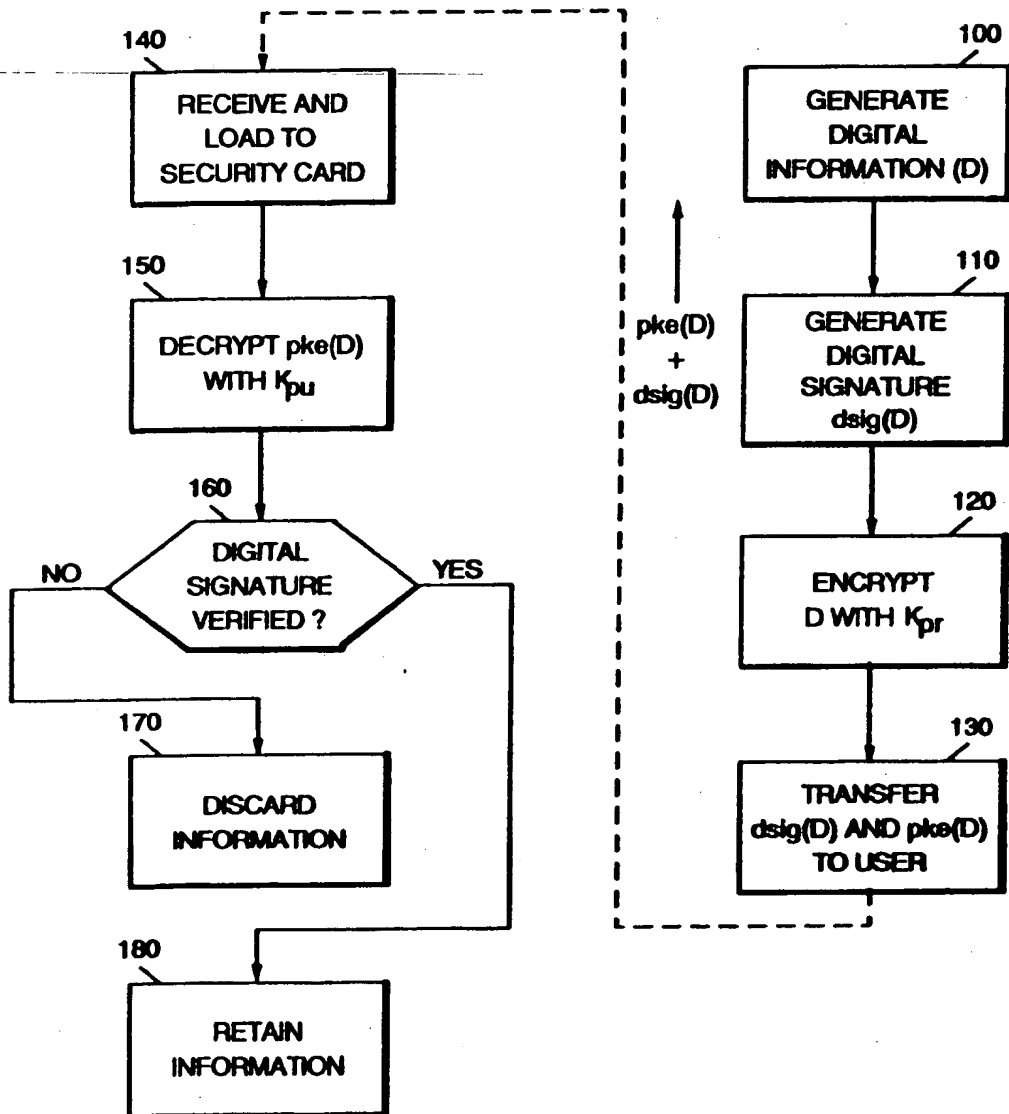 100
GENERATE
DIGITAL
INFORMATION (D)
110
GENERATE
DIGITAL
SIGNATURE
dsig(D)
120
ENCRYPT
D WITH Kpr
130
TRANSFER
dsig(D) AND pke(D)
TO USER
pke(D)
+
dsig(D)
140
RECEIVE AND
LOAD TO
SECURITY CARD
150
DECRYPT pke(D)
WITH Kpu
160
DIGITAL
SIGNATURE
VERIFIED ?
NO
YES
170
DISCARD
INFORMATION
180
RETAIN
INFORMATION